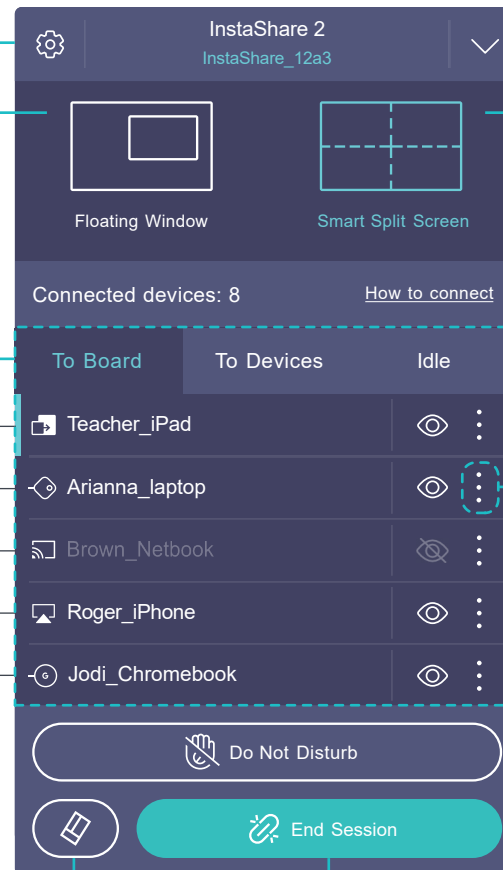 InstaShare 2
InstaShare_12a3
Floating Window
Smart Split Screen
Connected devices: 8
How to connect
To Board
To Devices
Idle
Teacher_iPad
Arianna_laptop
Brown_Netbook
Roger_iPhone
G
Jodi_Chromebook
Do Not Disturb
End Session